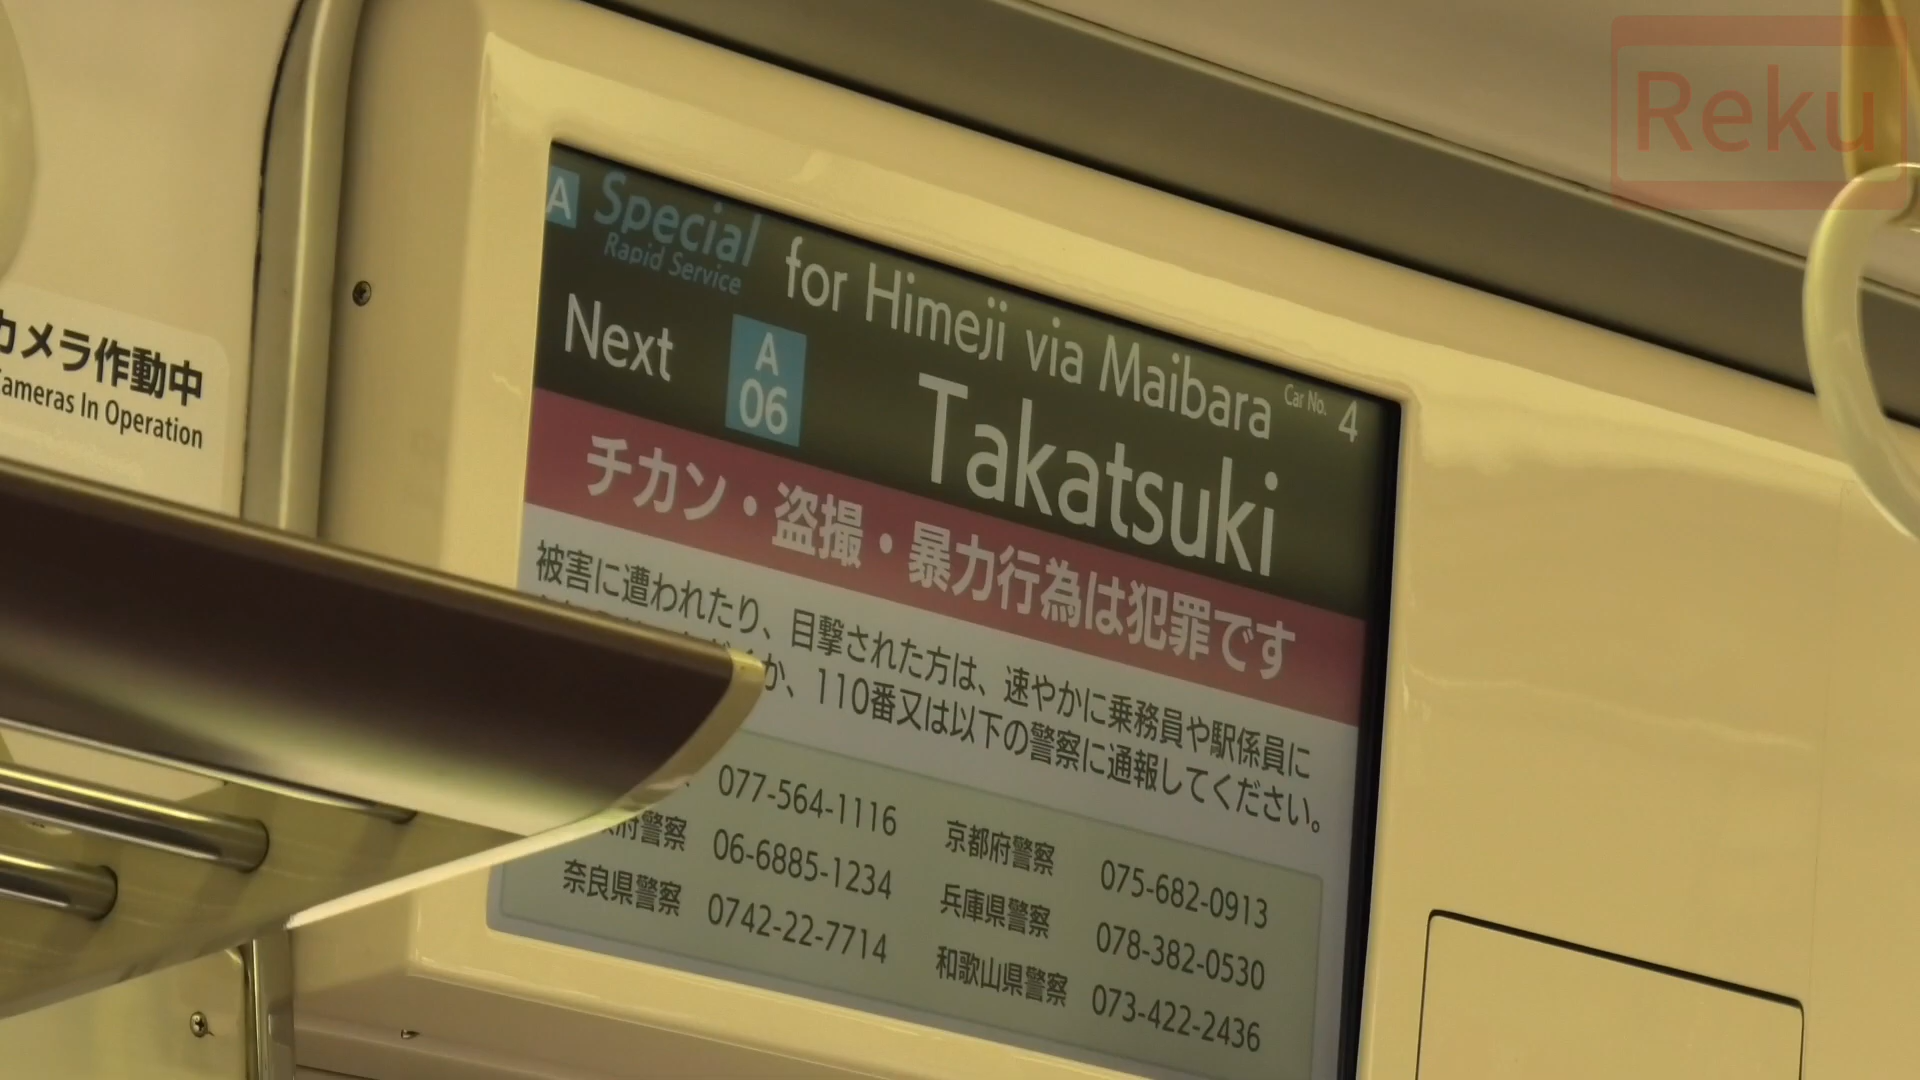 Reku
カメラ作動中
Cameras In Operation
A Special
Rapid Service
for Himeji via Maibara
Car No. 4
Next
A
06
Takatsuki
チカン・盗撮・暴力行為は犯罪です
被害に遭われたり、目撃された方は、速やかに乗務員や駅係員に
か、110番又は以下の警察に通報してください。
077-564-1116
京都府警察 075-682-0913
府警察 06-6885-1234
兵庫県警察 078-382-0530
奈良県警察 0742-22-7714
和歌山県警察 073-422-2436